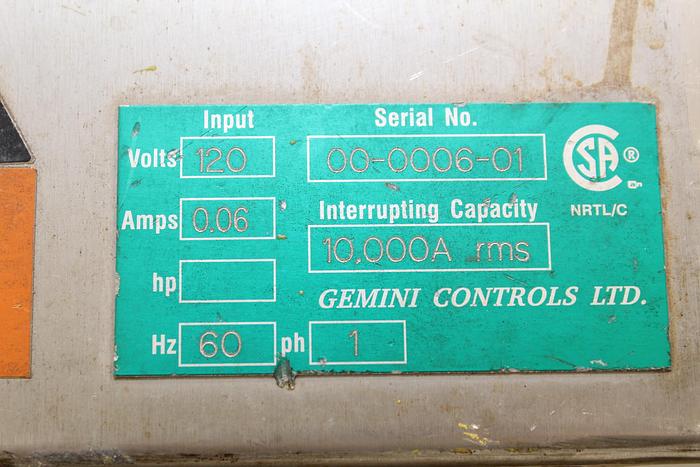 Input
Serial No.
Volts 120
00-0006-01
CSA ®
NRTL/C
Amps 0.06
Interrupting Capacity
10,000A rms
hp
GEMINI CONTROLS LTD.
Hz 60 ph 1